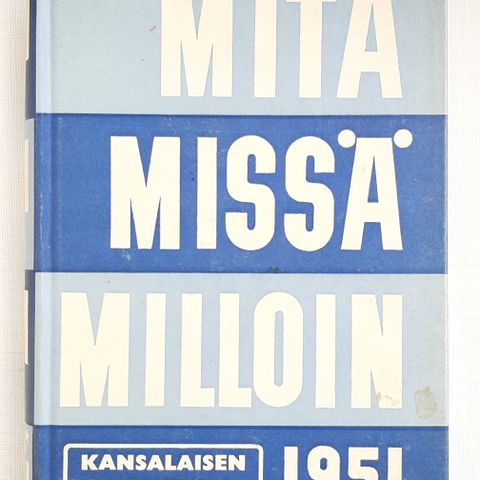 MITÄ
MISSÄ
MILLOIN
KANSALAISEN
1951